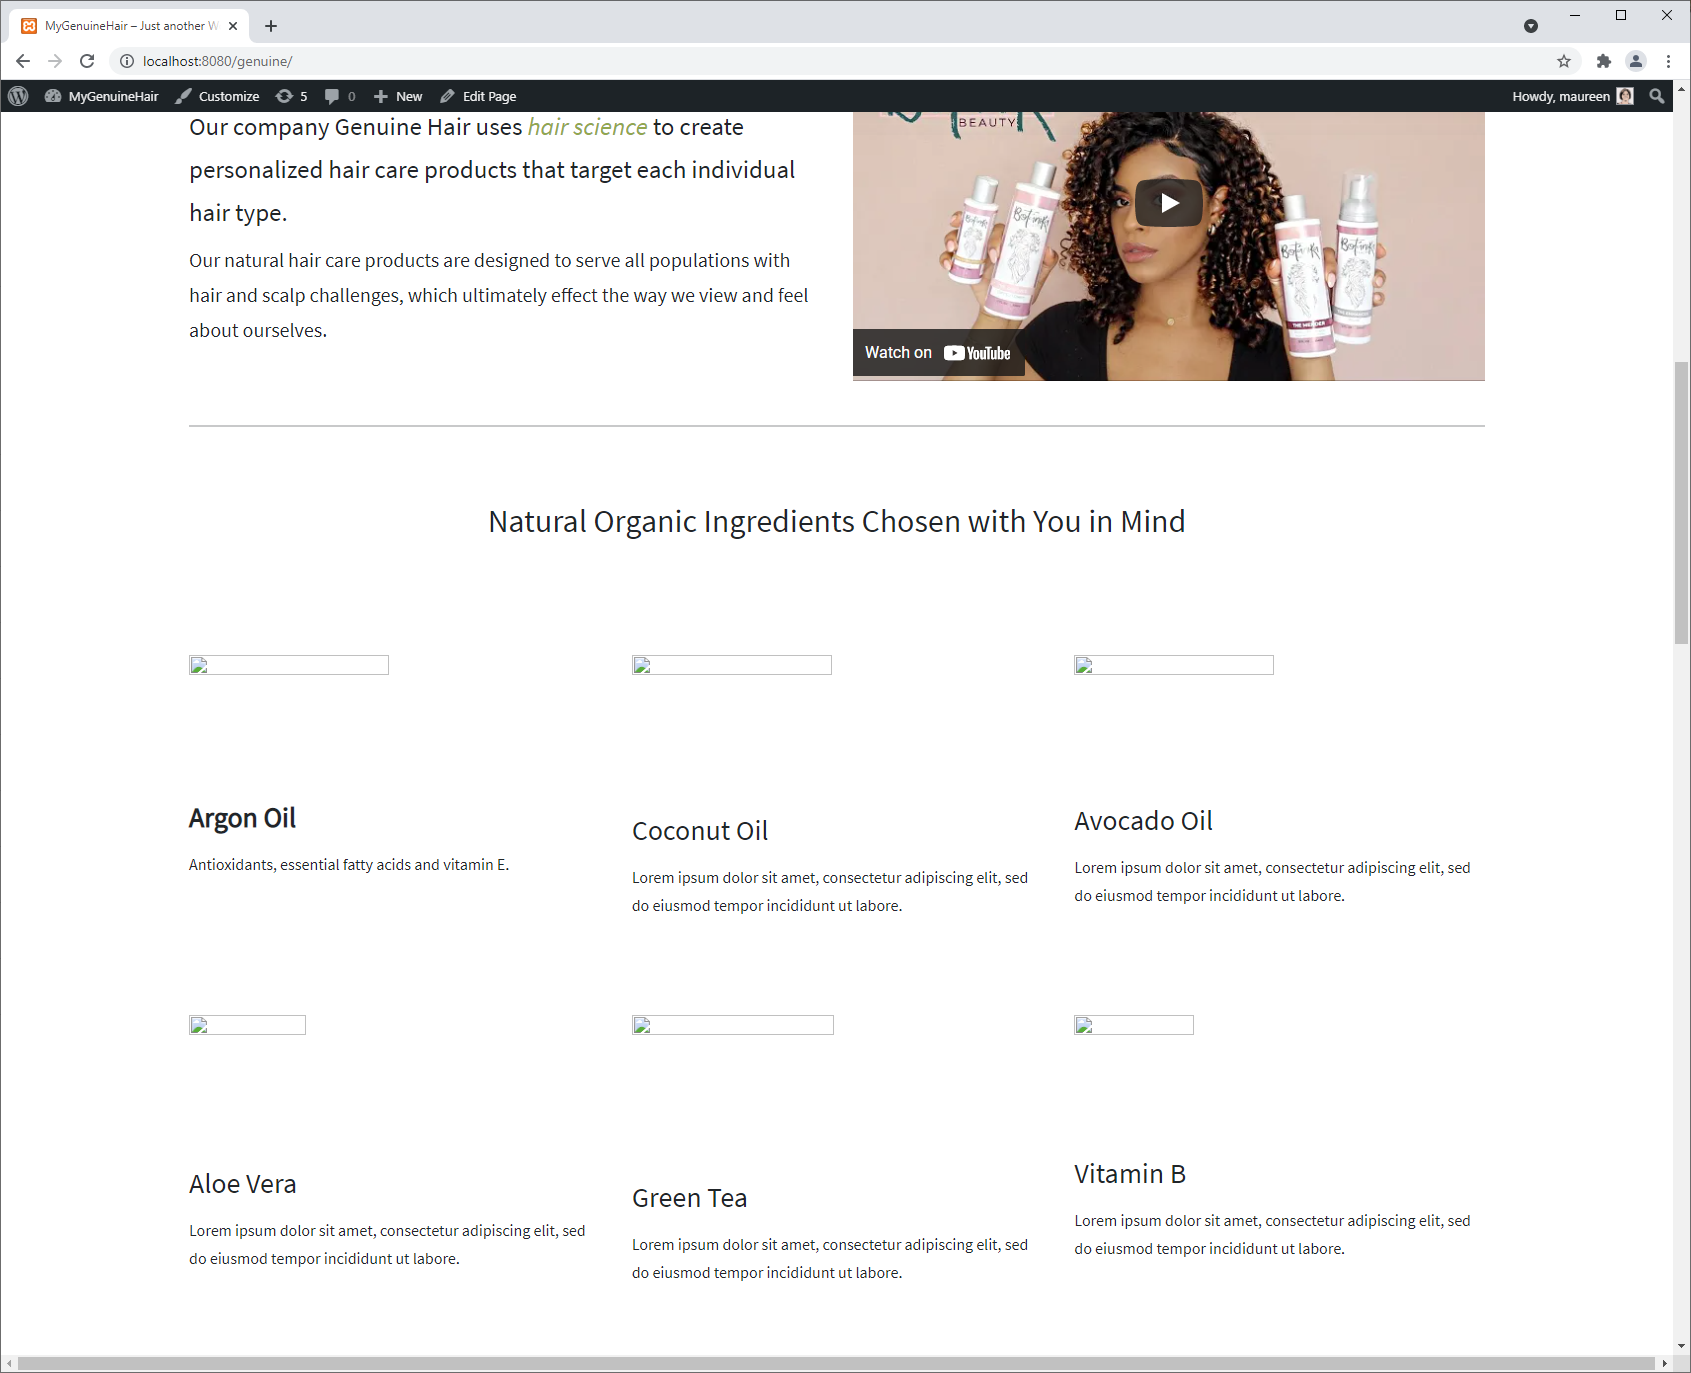 MyGenuineHair – Just another W
localhost:8080/genuine/
MyGenuineHair Customize 5 0 New Edit Page Howdy, maureen
Our company Genuine Hair uses hair science to create
personalized hair care products that target each individual
hair type.
Our natural hair care products are designed to serve all populations with
hair and scalp challenges, which ultimately effect the way we view and feel
about ourselves.
BEAUTY
THE MENDER
Watch on YouTube
Natural Organic Ingredients Chosen with You in Mind
Argon Oil
Antioxidants, essential fatty acids and vitamin E.
Coconut Oil
Lorem ipsum dolor sit amet, consectetur adipiscing elit, sed
do eiusmod tempor incididunt ut labore.
Avocado Oil
Lorem ipsum dolor sit amet, consectetur adipiscing elit, sed
do eiusmod tempor incididunt ut labore.
Aloe Vera
Lorem ipsum dolor sit amet, consectetur adipiscing elit, sed
do eiusmod tempor incididunt ut labore.
Green Tea
Lorem ipsum dolor sit amet, consectetur adipiscing elit, sed
do eiusmod tempor incididunt ut labore.
Vitamin B
Lorem ipsum dolor sit amet, consectetur adipiscing elit, sed
do eiusmod tempor incididunt ut labore.